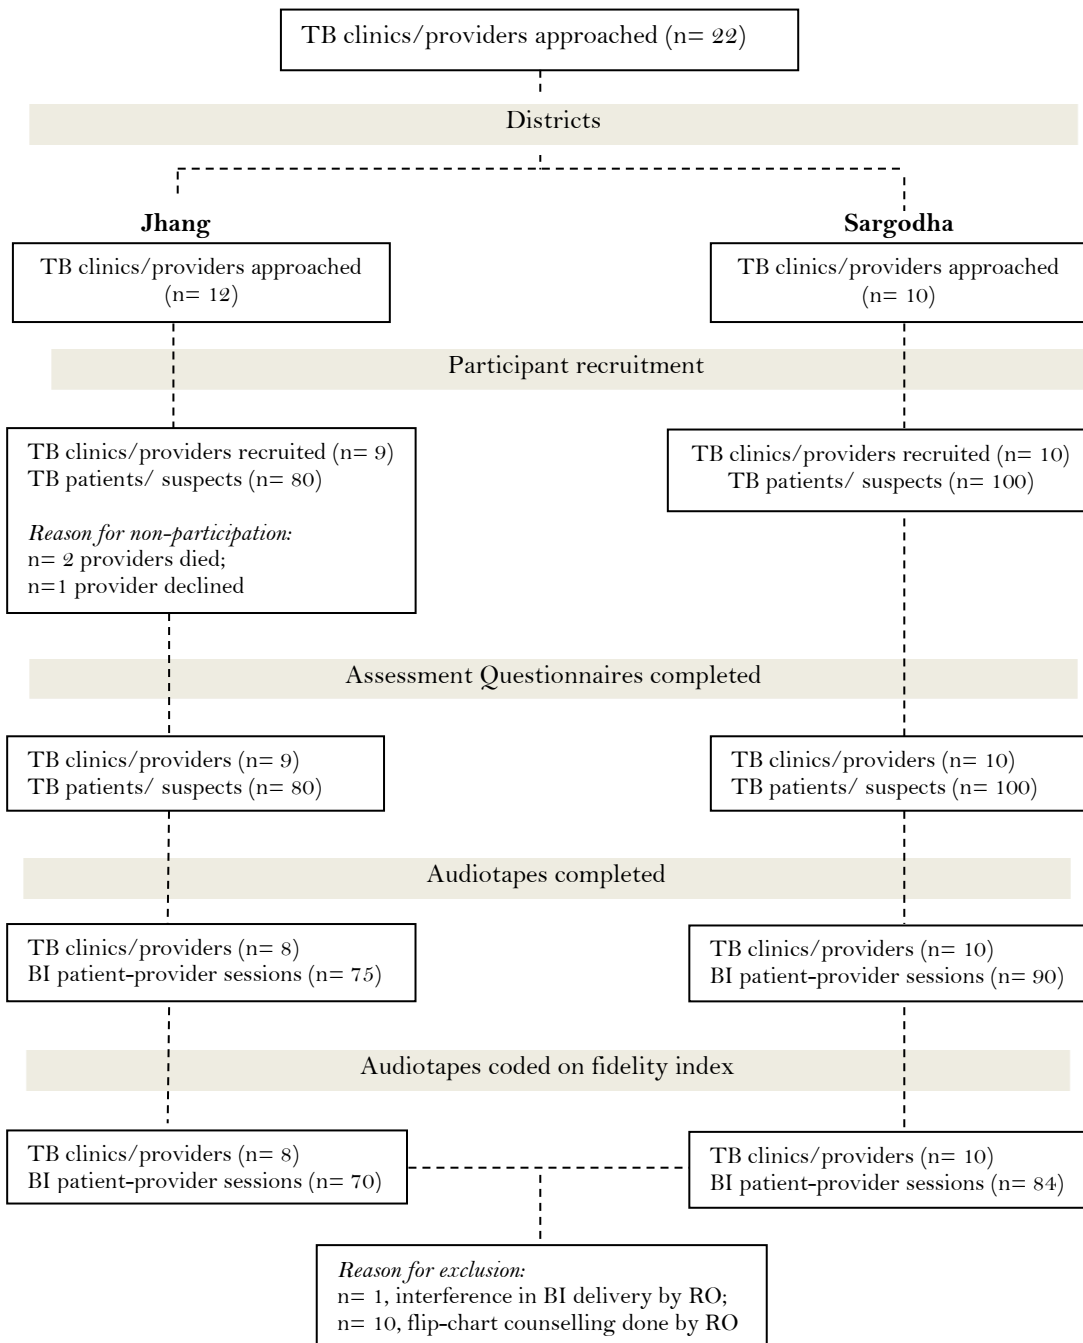 TB clinics/providers approached (n= 22)
Districts
Jhang
Sargodha
TB clinics/providers approached
(n= 12)
TB clinics/providers approached
(n= 10)
Participant recruitment
TB clinics/providers recruited (n= 9)
TB patients/ suspects (n= 80)
Reason for non-participation:
n= 2 providers died;
n=1 provider declined
TB clinics/providers recruited (n= 10)
TB patients/ suspects (n= 100)
Assessment Questionnaires completed
TB clinics/providers (n= 9)
TB patients/ suspects (n= 80)
TB clinics/providers (n= 10)
TB patients/ suspects (n= 100)
Audiotapes completed
TB clinics/providers (n= 8)
BI patient-provider sessions (n= 75)
TB clinics/providers (n= 10)
BI patient-provider sessions (n= 90)
Audiotapes coded on fidelity index
TB clinics/providers (n= 8)
BI patient-provider sessions (n= 70)
TB clinics/providers (n= 10)
BI patient-provider sessions (n= 84)
Reason for exclusion:
n= 1, interference in BI delivery by RO;
n= 10, flip-chart counselling done by RO